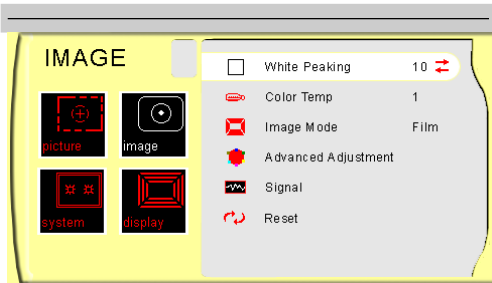 IMAGE
picture
image
system
display
White Peaking 10
Color Temp 1
Image Mode Film
Advanced Adjustment
Signal
Reset